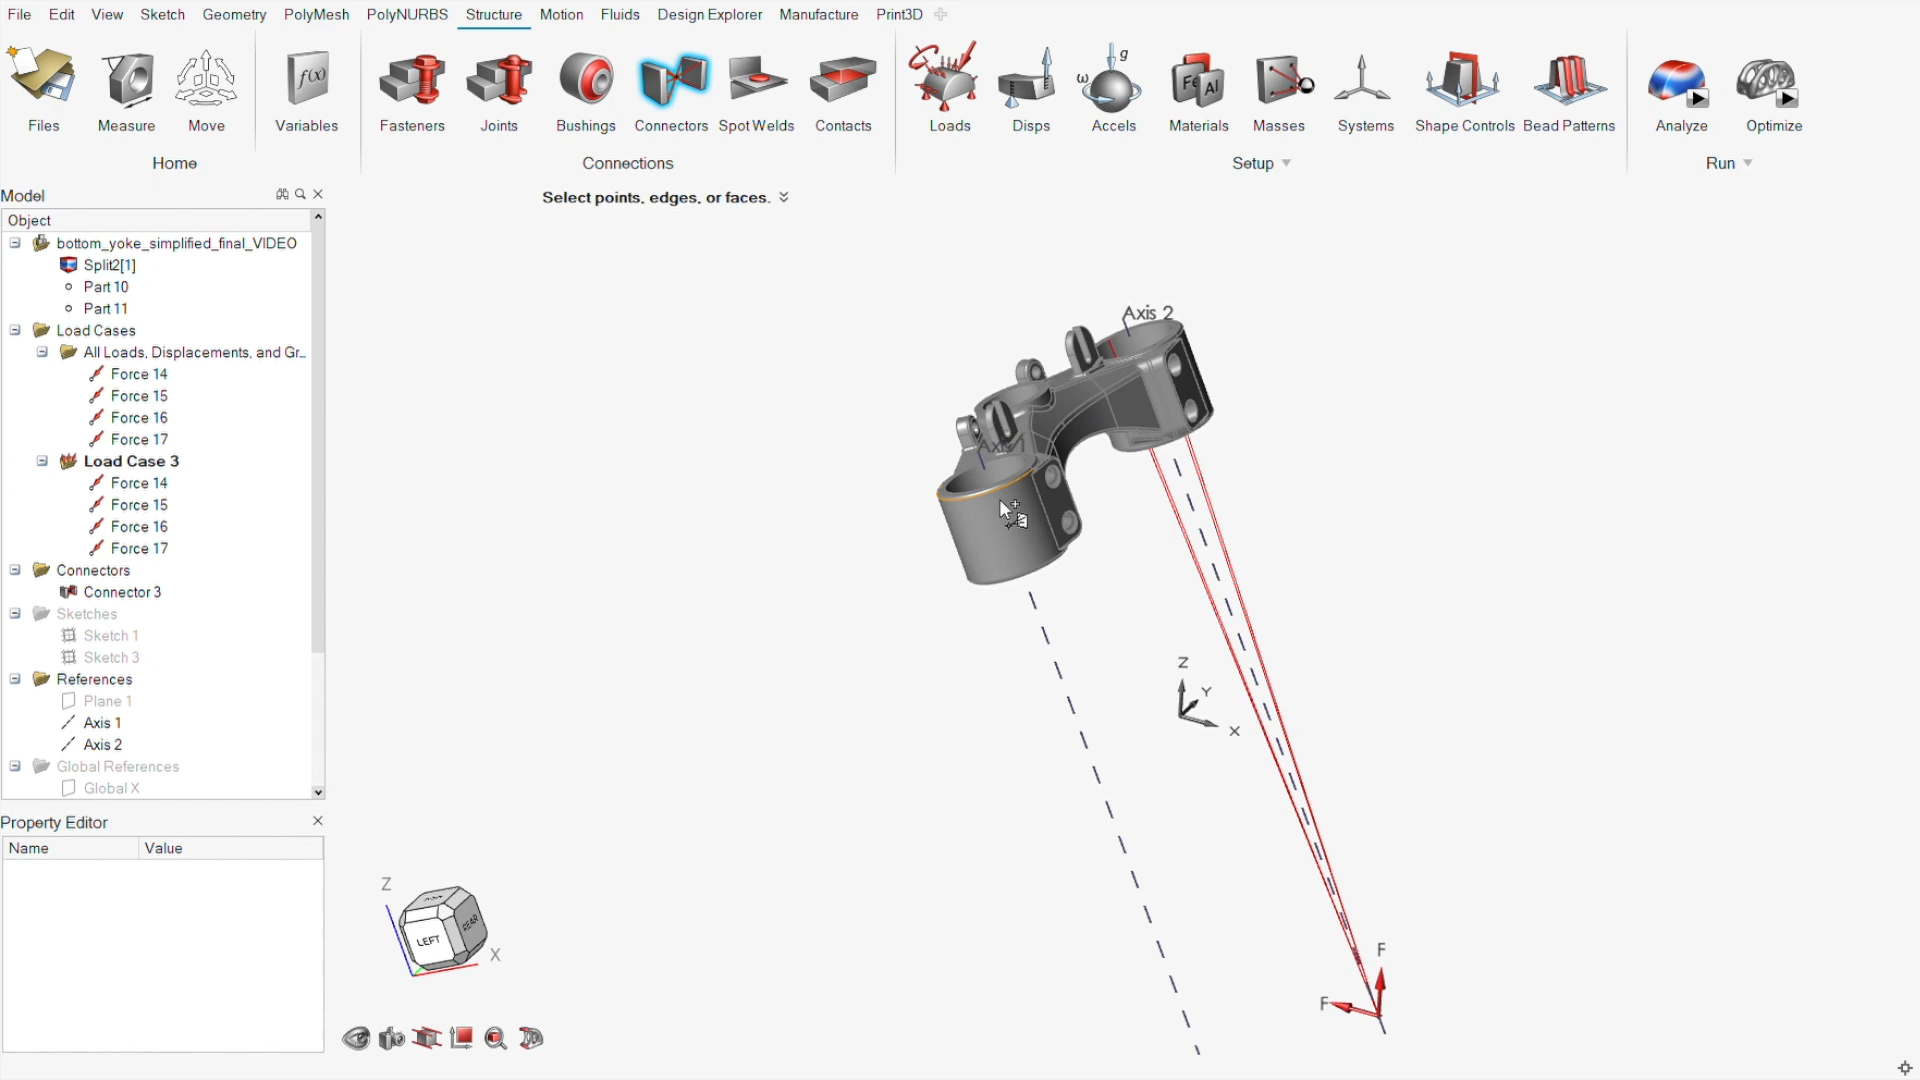 File Edit View Sketch Geometry PolyMesh PolyNURBS Structure Motion Fluids Design Explorer Manufacture Print3D
f(x) Fe Al ω g
Files Measure Move Variables Fasteners Joints Bushings Connectors Spot Welds Contacts Loads Disps Accels Materials Masses Systems Shape Controls Bead Patterns Analyze Optimize
Home Connections Setup Run
Model
Select points, edges, or faces.
Object
bottom_yoke_simplified_final_VIDEO
Split2[1]
Part 10
Part 11
Load Cases
All Loads, Displacements, and Gr...
Force 14
Force 15
Force 16
Force 17
Load Case 3
Force 14
Force 15
Force 16
Force 17
Connectors
Connector 3
Sketches
Sketch 1
Sketch 3
References
Plane 1
Axis 1
Axis 2
Global References
Global X
Property Editor
Name Value
Axis 2
Axis 1
Z
Y
X
F
F
Z
LEFT
REAR
X